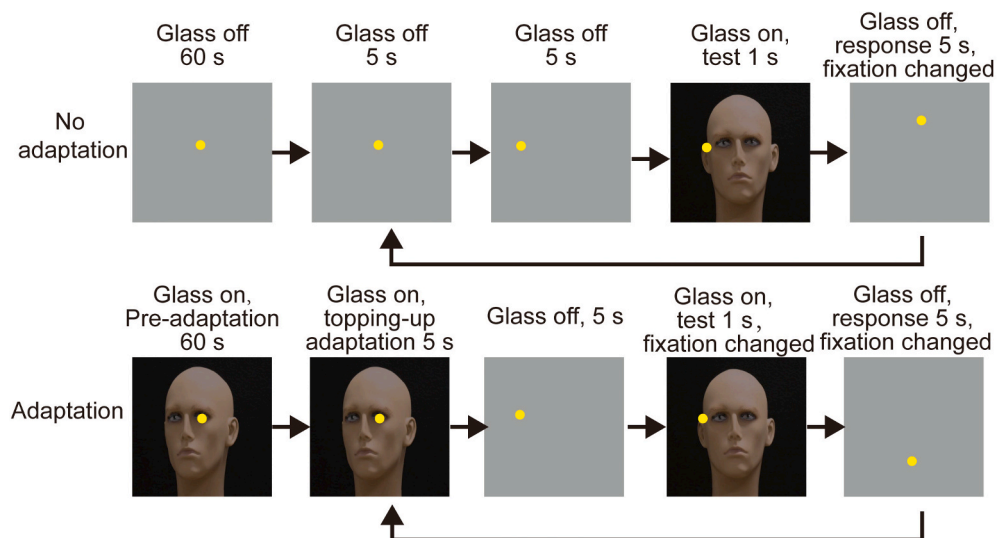 Glass off
60 s
Glass off
5 s
Glass off
5 s
Glass on,
test 1 s
Glass off,
response 5 s,
fixation changed
No
adaptation
Glass on,
Pre-adaptation
60 s
Glass on,
topping-up
adaptation 5 s
Glass off, 5 s
Glass on,
test 1 s,
fixation changed
Glass off,
response 5 s,
fixation changed
Adaptation